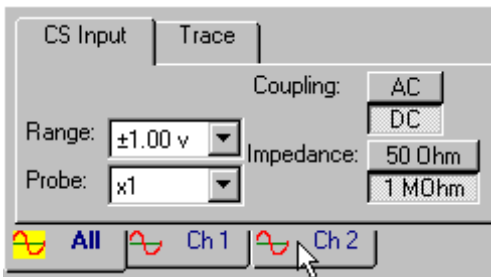 CS Input Trace
Coupling: AC
DC
Range: ±1.00 v
Impedance: 50 Ohm
Probe: x1
1 MOhm
All Ch 1 Ch 2